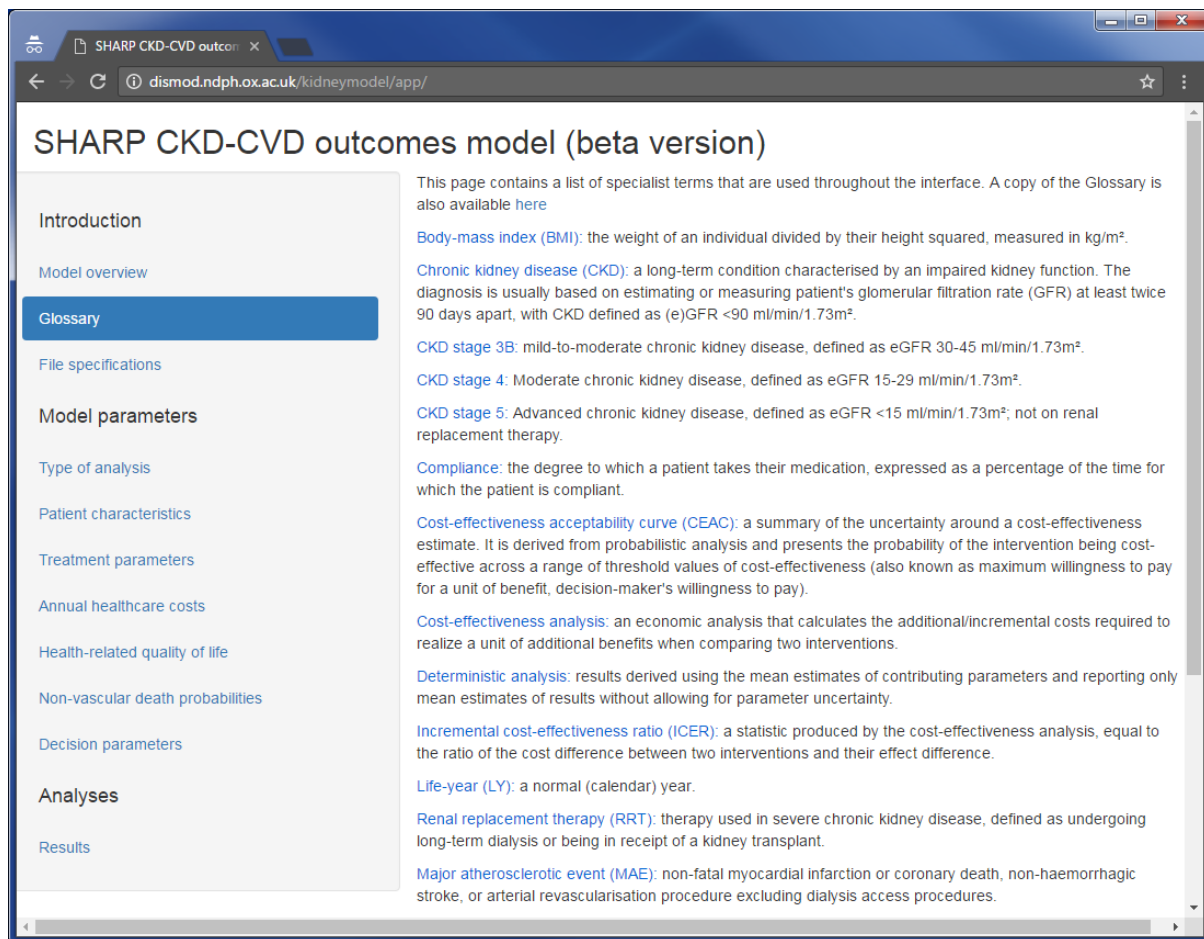 SHARP CKD-CVD outcom
dismod.ndph.ox.ac.uk/kidneymodel/app/
SHARP CKD-CVD outcomes model (beta version)
Introduction
Model overview
Glossary
File specifications
Model parameters
Type of analysis
Patient characteristics
Treatment parameters
Annual healthcare costs
Health-related quality of life
Non-vascular death probabilities
Decision parameters
Analyses
Results
This page contains a list of specialist terms that are used throughout the interface. A copy of the Glossary is
also available here
Body-mass index (BMI): the weight of an individual divided by their height squared, measured in kg/m².
Chronic kidney disease (CKD): a long-term condition characterised by an impaired kidney function. The
diagnosis is usually based on estimating or measuring patient's glomerular filtration rate (GFR) at least twice
90 days apart, with CKD defined as (e)GFR <90 ml/min/1.73m².
CKD stage 3B: mild-to-moderate chronic kidney disease, defined as eGFR 30-45 ml/min/1.73m².
CKD stage 4: Moderate chronic kidney disease, defined as eGFR 15-29 ml/min/1.73m².
CKD stage 5: Advanced chronic kidney disease, defined as eGFR <15 ml/min/1.73m²; not on renal
replacement therapy.
Compliance: the degree to which a patient takes their medication, expressed as a percentage of the time for
which the patient is compliant.
Cost-effectiveness acceptability curve (CEAC): a summary of the uncertainty around a cost-effectiveness
estimate. It is derived from probabilistic analysis and presents the probability of the intervention being cost-
effective across a range of threshold values of cost-effectiveness (also known as maximum willingness to pay
for a unit of benefit, decision-maker's willingness to pay).
Cost-effectiveness analysis: an economic analysis that calculates the additional/incremental costs required to
realize a unit of additional benefits when comparing two interventions.
Deterministic analysis: results derived using the mean estimates of contributing parameters and reporting only
mean estimates of results without allowing for parameter uncertainty.
Incremental cost-effectiveness ratio (ICER): a statistic produced by the cost-effectiveness analysis, equal to
the ratio of the cost difference between two interventions and their effect difference.
Life-year (LY): a normal (calendar) year.
Renal replacement therapy (RRT): therapy used in severe chronic kidney disease, defined as undergoing
long-term dialysis or being in receipt of a kidney transplant.
Major atherosclerotic event (MAE): non-fatal myocardial infarction or coronary death, non-haemorrhagic
stroke, or arterial revascularisation procedure excluding dialysis access procedures.